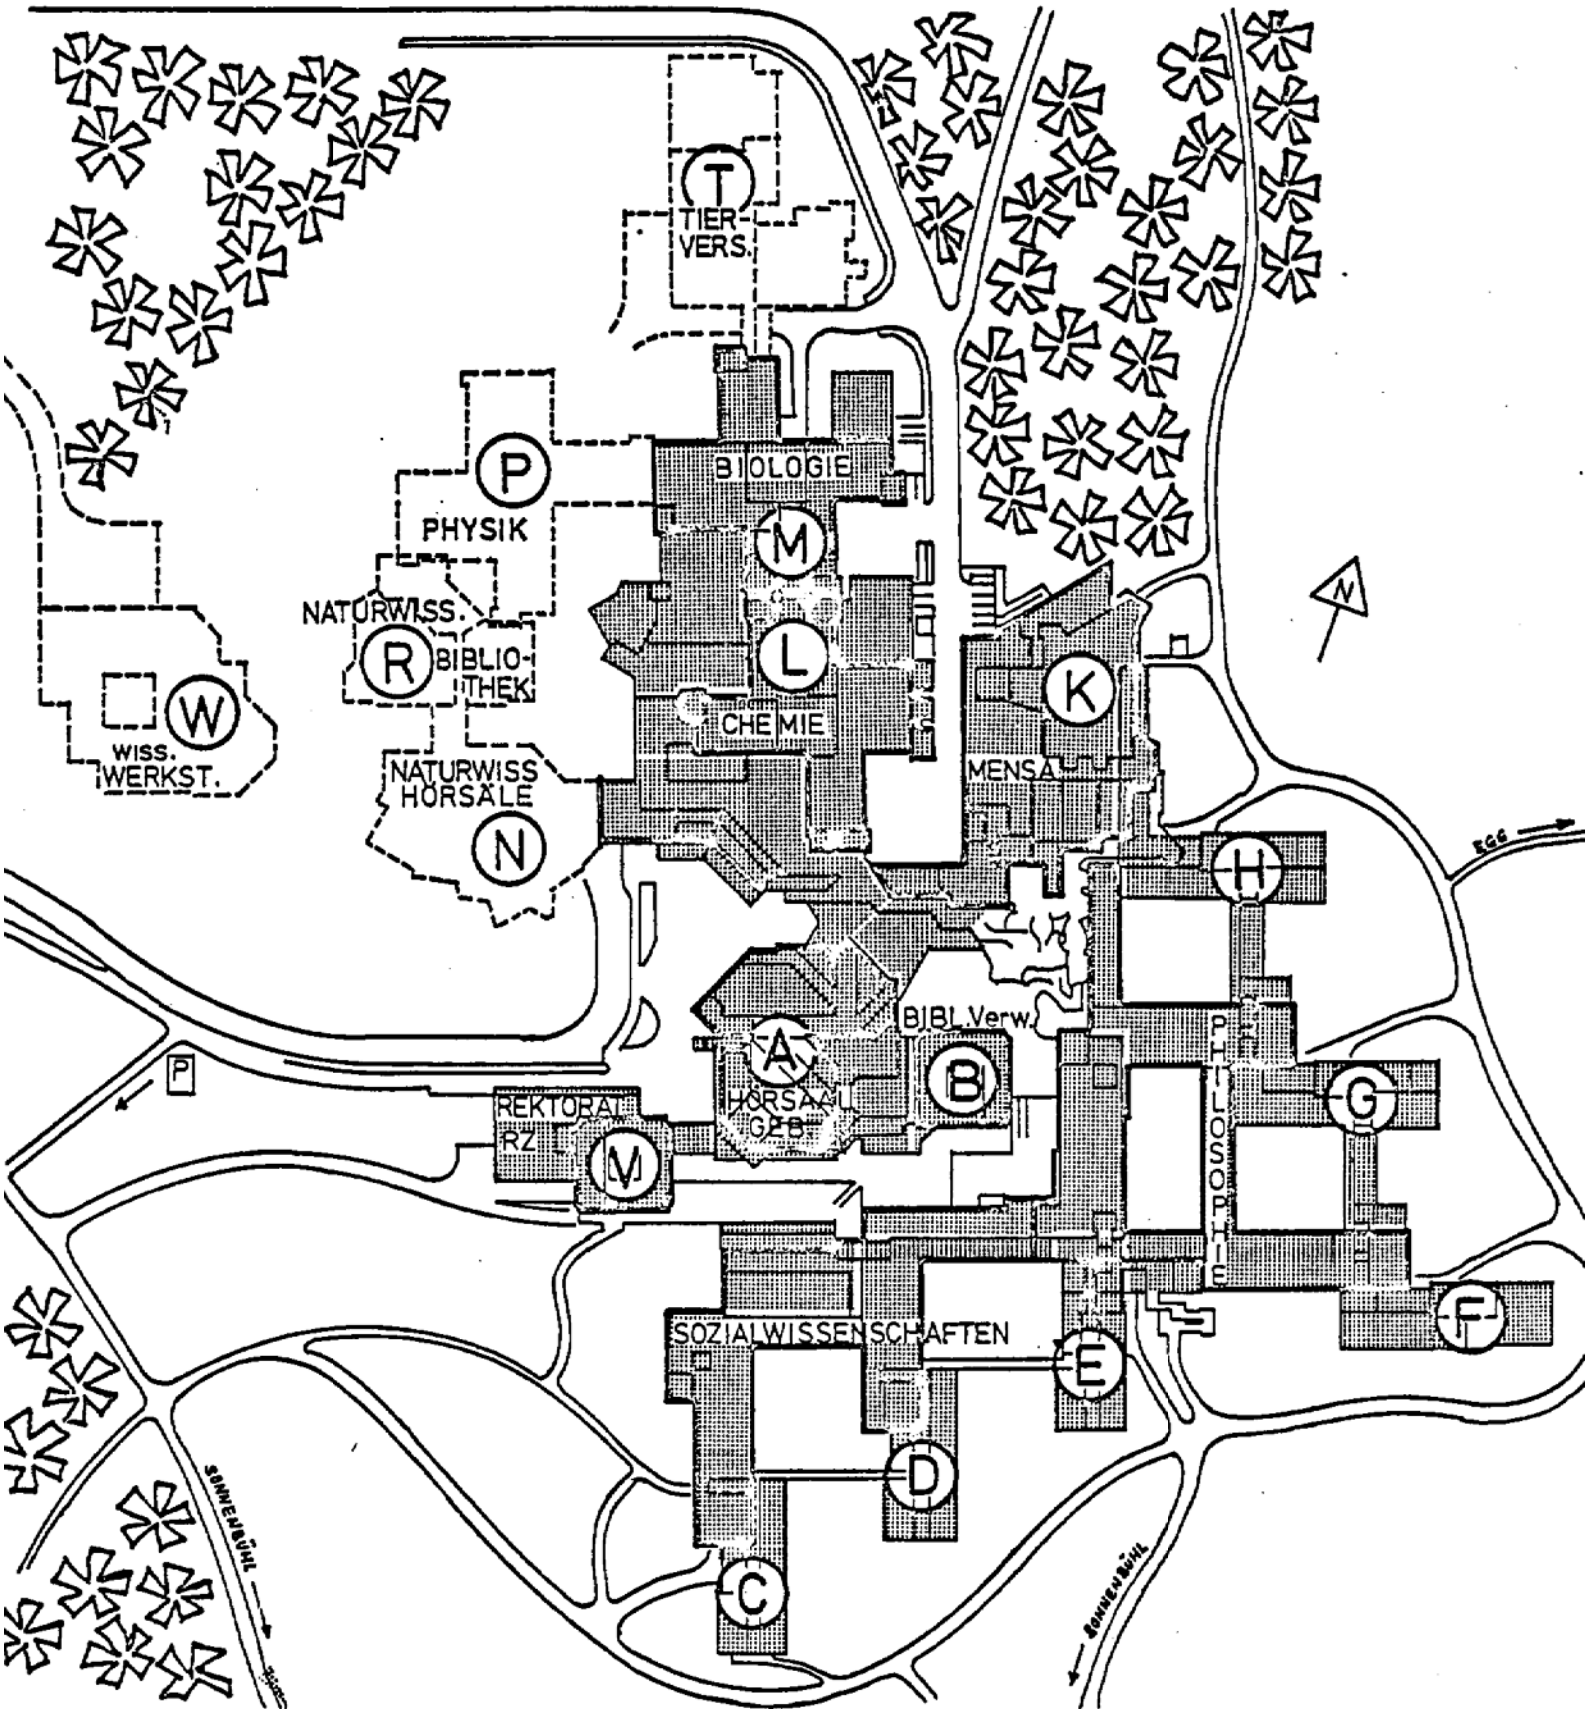 T
TIER
VERS.
BIOLOGIE
P
PHYSIK
M
N
NATURWISS.
R
BIBLIO-
THEK
L
K
W
WISS.
WERKST.
CHEMIE
MENSA
NATURWISS
HÖRSÄLE
N
EGG
H
BIBL.Verw.
A
B
P
HÖRSAAL
GEB
REKTORAT
RZ
V
G
PHILOSOPHIE
F
SOZIALWISSENSCHAFTEN
E
D
C
SONNENBÜHL
SONNENBÜHL